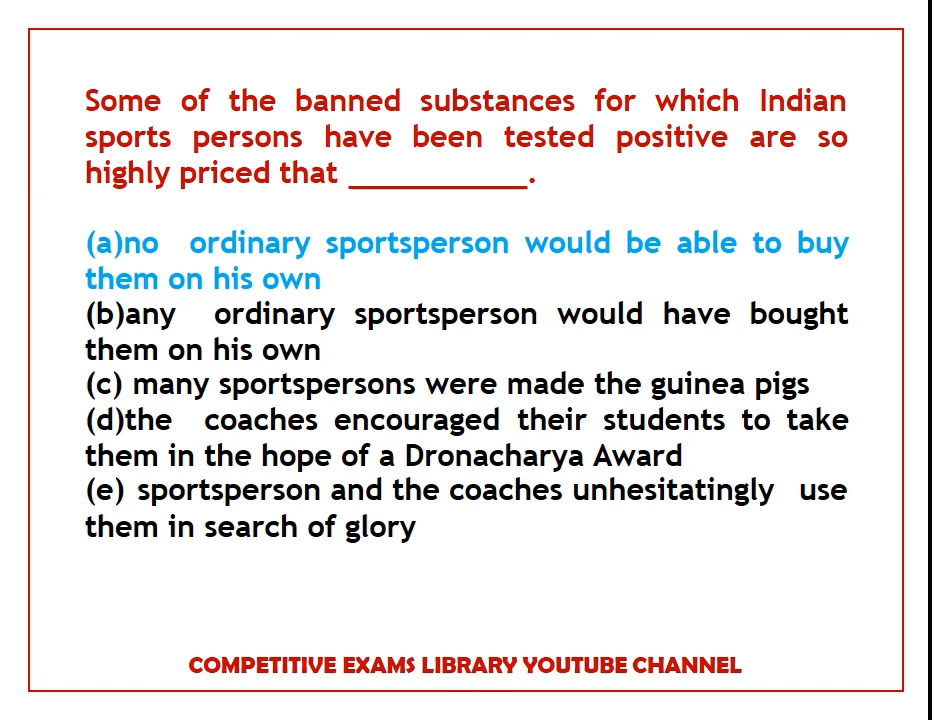 Some of the banned substances for which Indian
sports persons have been tested positive are so
highly priced that ___________.
(a)no ordinary sportsperson would be able to buy
them on his own
(b)any ordinary sportsperson would have bought
them on his own
(c) many sportspersons were made the guinea pigs
(d)the coaches encouraged their students to take
them in the hope of a Dronacharya Award
(e) sportsperson and the coaches unhesitatingly use
them in search of glory
COMPETITIVE EXAMS LIBRARY YOUTUBE CHANNEL